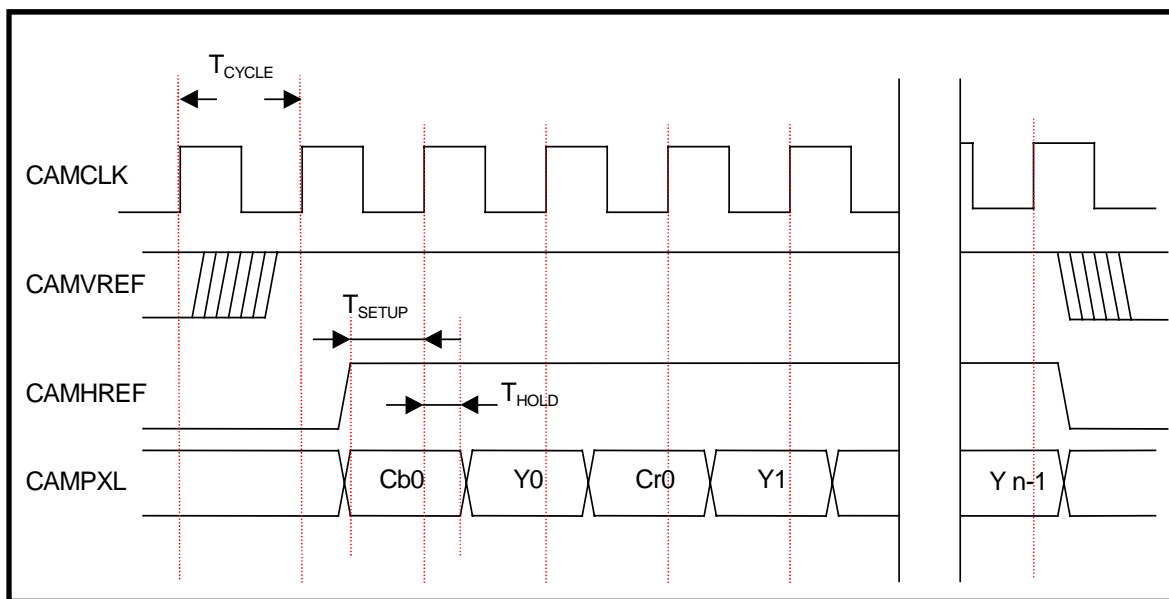 TCYCLE
CAMCLK
CAMVREF
TSETUP
CAMHREF
THOLD
CAMPXL
Cb0 Y0 Cr0 Y1 Y n-1